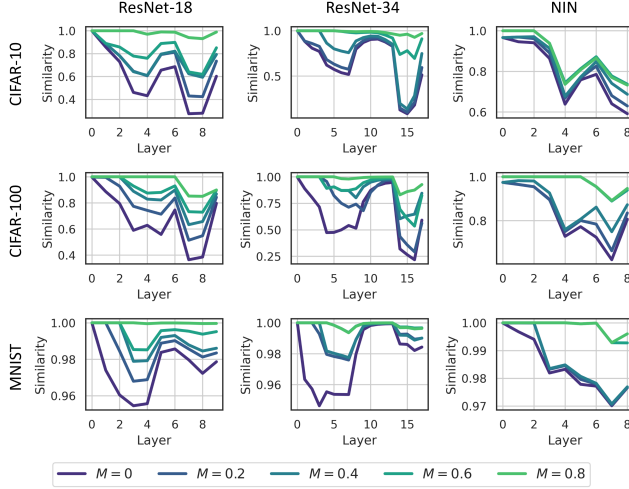 ResNet-18 ResNet-34 NIN
CIFAR-10
Similarity
1.0
0.8
0.6
0.4
0 2 4 6 8
Layer
Similarity
1.0
0.5
0 5 10 15
Layer
Similarity
1.0
0.8
0.6
0 2 4 6 8
Layer
CIFAR-100
Similarity
1.0
0.8
0.6
0.4
0 2 4 6 8
Layer
Similarity
1.00
0.75
0.50
0.25
0 5 10 15
Layer
Similarity
1.0
0.8
0 2 4 6 8
Layer
MNIST
Similarity
1.00
0.98
0.96
0 2 4 6 8
Layer
Similarity
1.00
0.98
0.96
0 5 10 15
Layer
Similarity
1.00
0.99
0.98
0.97
0 2 4 6 8
Layer
M = 0 M = 0.2 M = 0.4 M = 0.6 M = 0.8